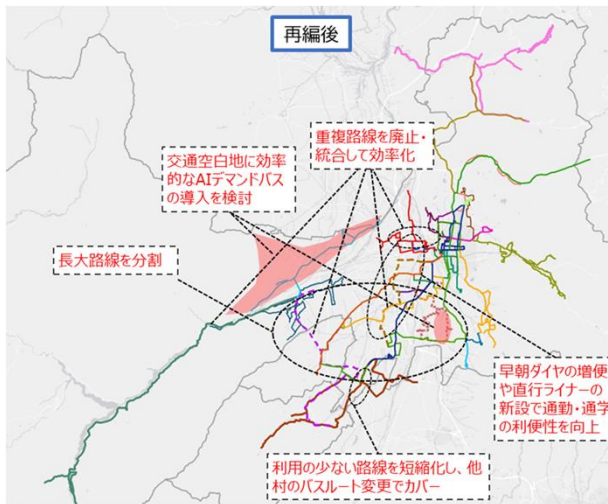 再編後
交通空白地に効率
的なAIデマンドバス
の導入を検討
重複路線を廃止・
統合して効率化
長大路線を分割
早朝ダイヤの増便
や直行ライナーの
新設で通勤・通学
の利便性を向上
利用の少ない路線を短縮化し、他
村のバスルート変更でカバー